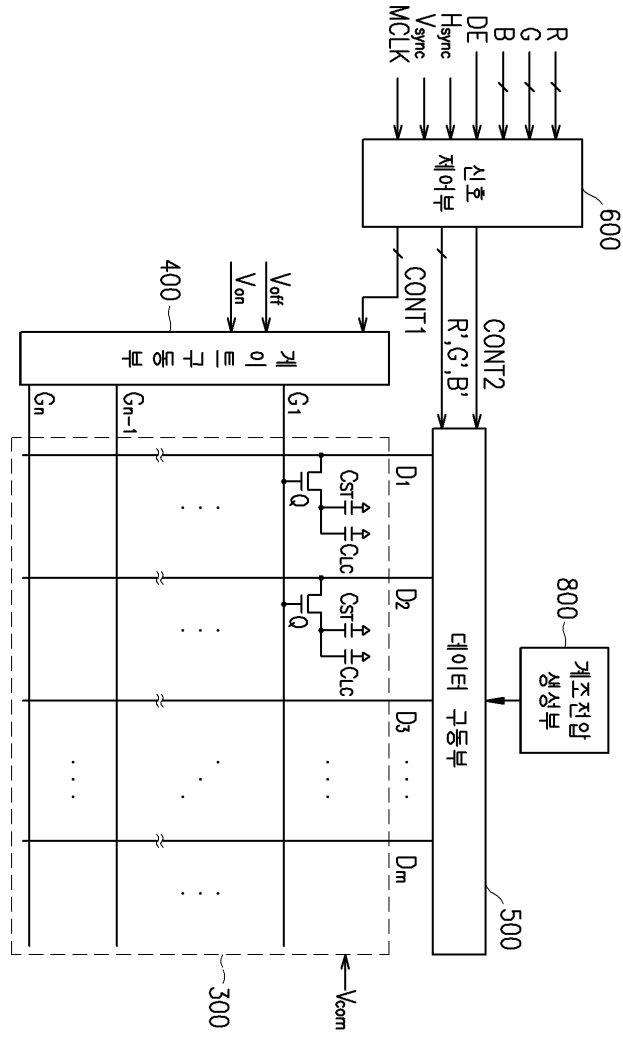 800
계조전압
생성부
CONT2
R',G',B'
데이터 구동부
500
R
G
B
DE
Hsync
Vsync
MCLK
신호
제어부
600
CONT1
D1
D2
D3
Dm
Vcom
Voff
Von
400
게이트구동부
G1
Gn-1
Gn
CST
CLC
Q
CST
CLC
Q
300